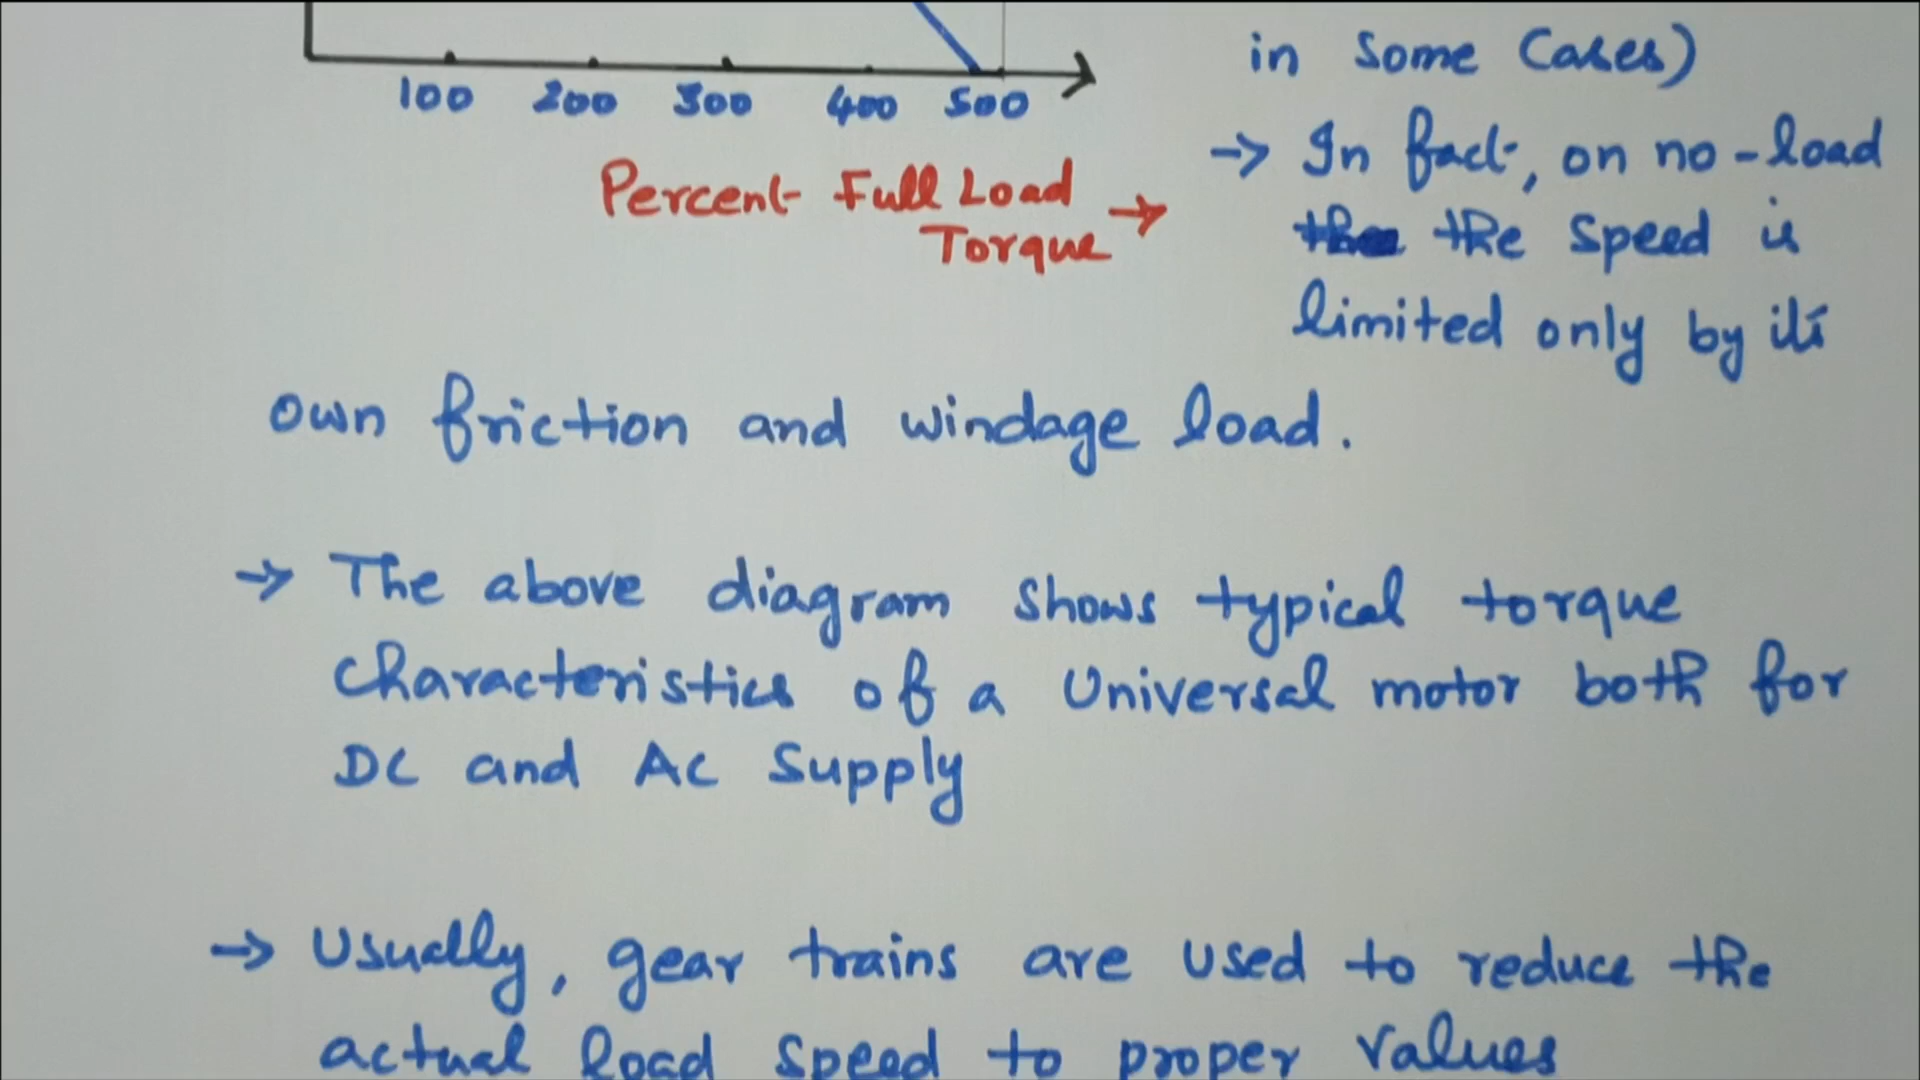 100 200 300 400 500
Percent Full Load
Torque →
in Some Cases)
→ In fact, on no-load
the Speed is
limited only by its
own friction and windage load.
→ The above diagram shows typical torque
characteristics of a Universal motor both for
DC and AC Supply
→ Usually, gear trains are used to reduce the
actual load speed to proper values